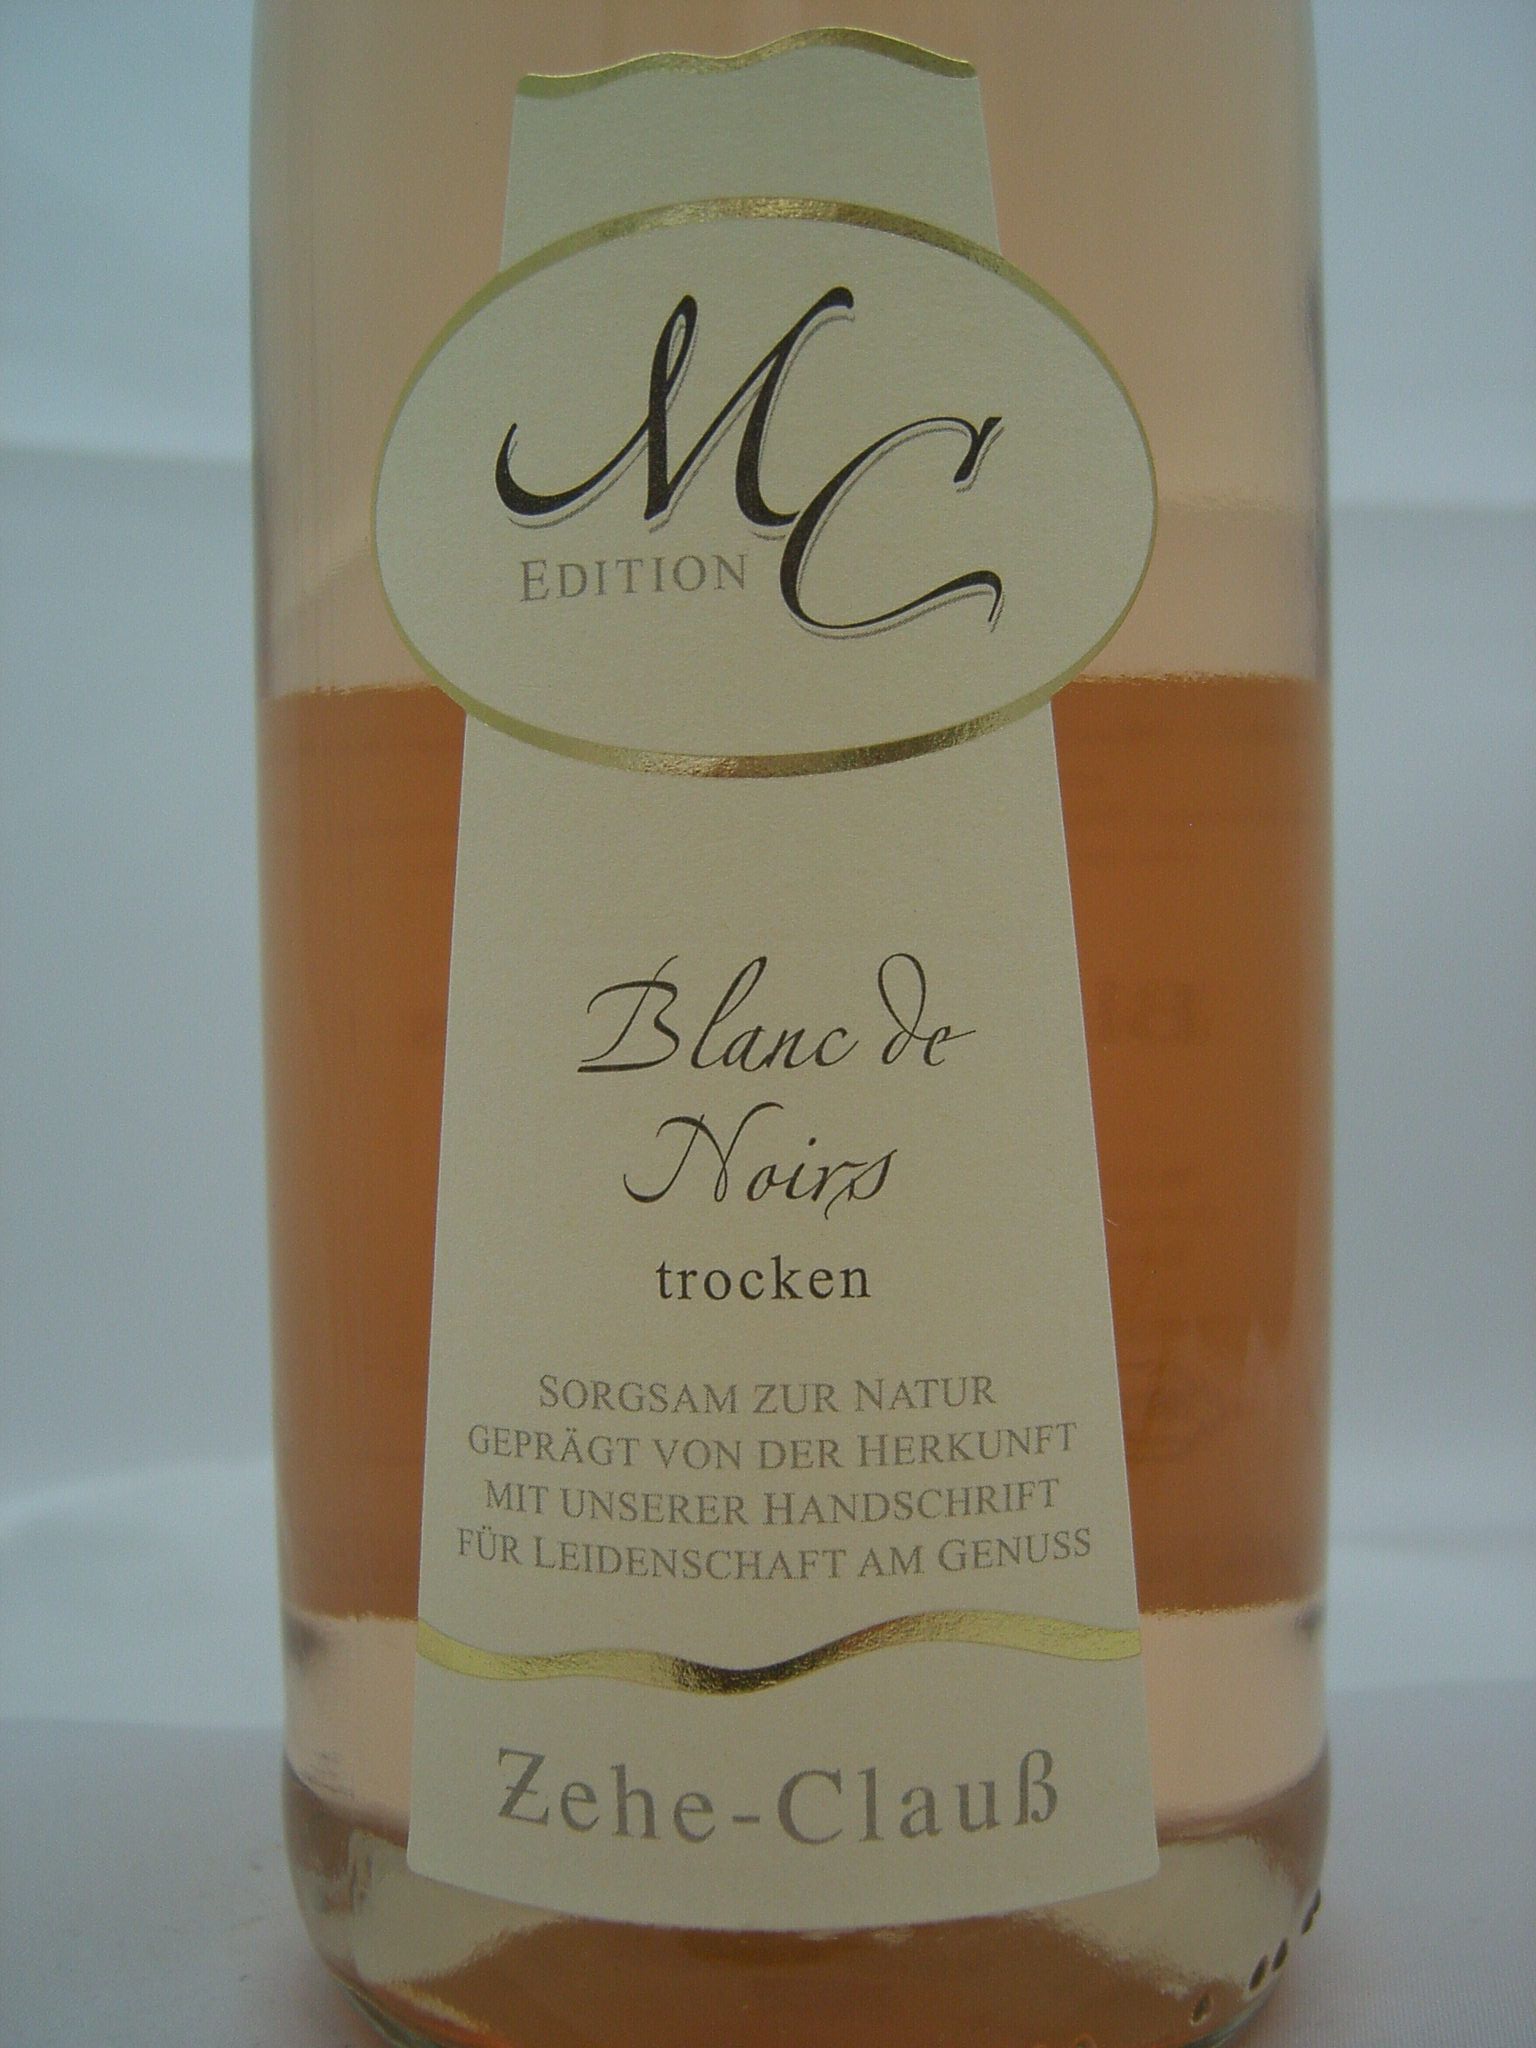 MC
EDITION
Blanc de
Noirs
trocken
SORGSAM ZUR NATUR
GEPRÄGT VON DER HERKUNFT
MIT UNSERER HANDSCHRIFT
FÜR LEIDENSCHAFT AM GENUSS
Zehe-Clauß